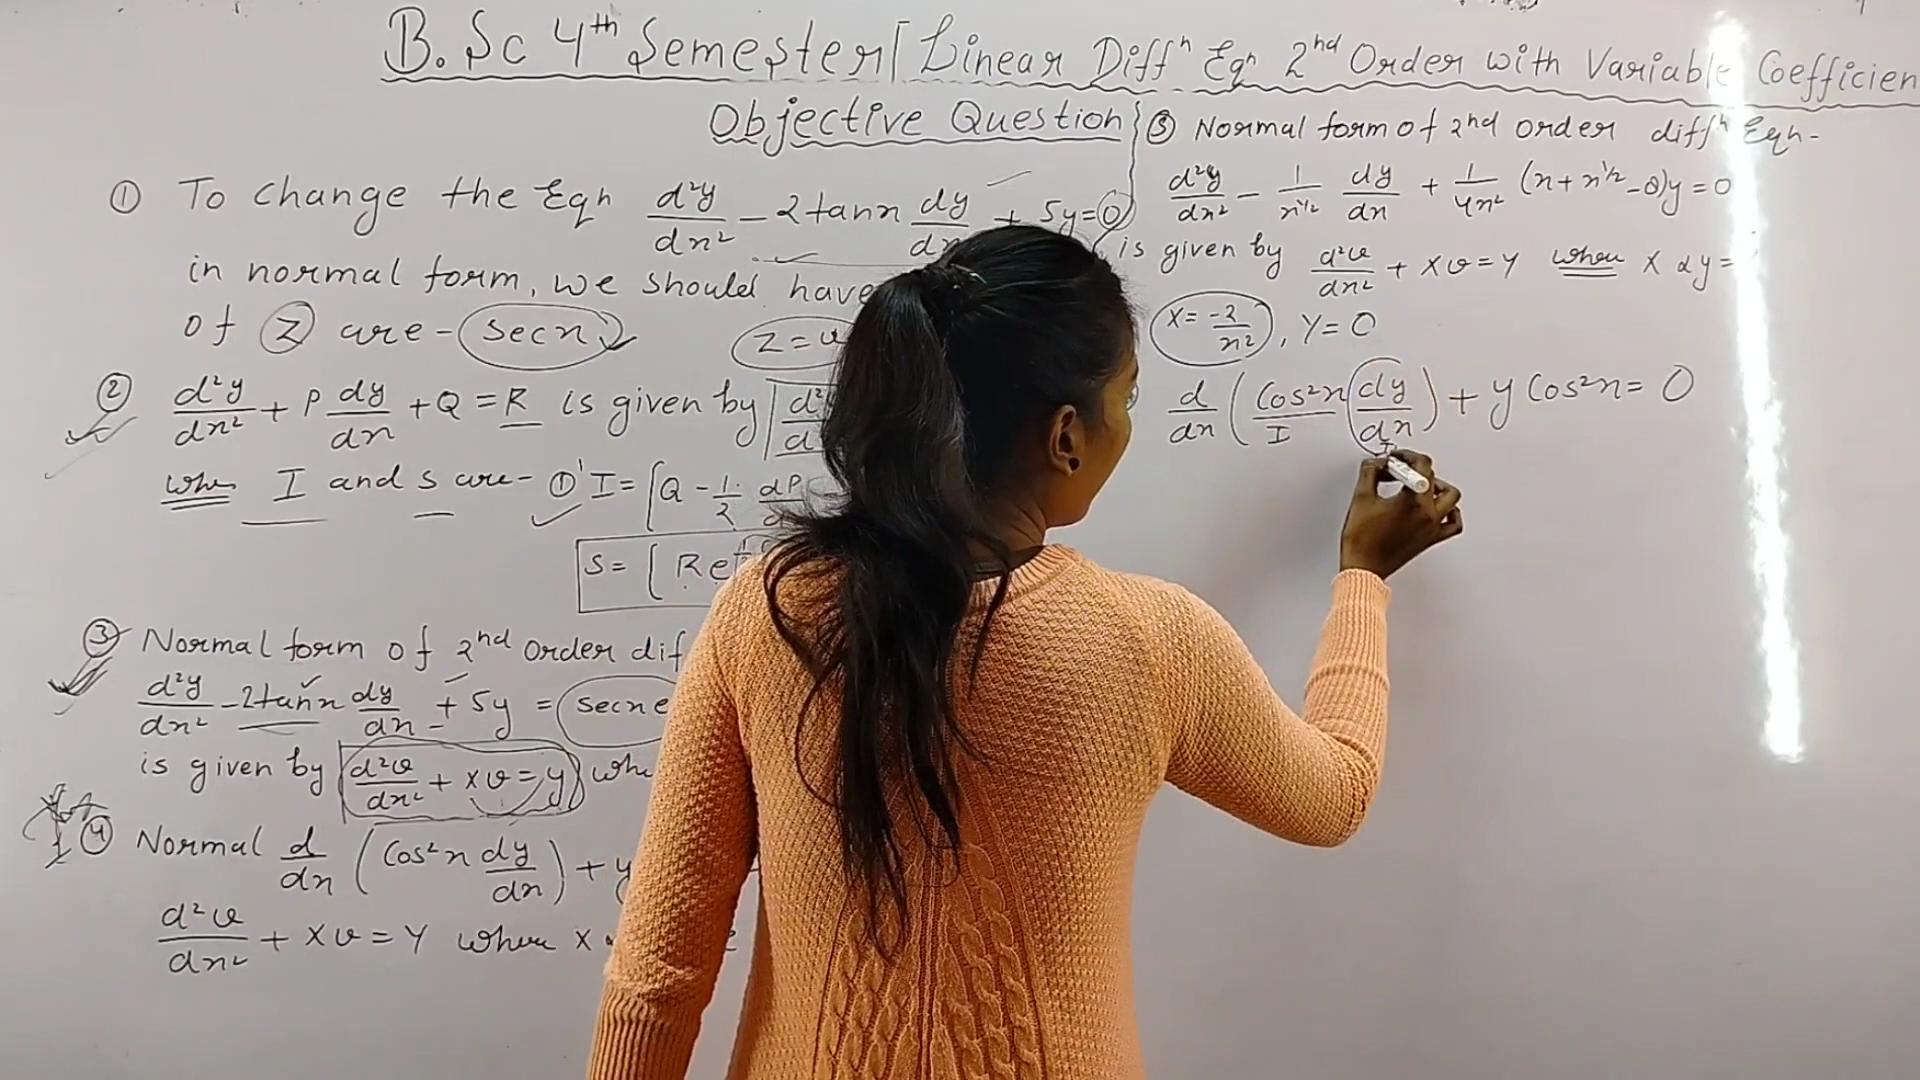 B.Sc 4th Semester | Linear Diffn Eqn 2nd Order with Variable Coefficien
Objective Question
① To change the Eqn d²y/dx² - 2tanx dy/dx + 5y=0
in normal form, we should have
of Z are - secx
② d²y/dx² + P dy/dx + Q = R is given by
when I and S are - ① I = [Q - 1/2 dP
S = [Re
③ Normal form of 2nd order dif
d²y/dx² - 2tanx dy/dx + 5y = secx e
is given by d²v/dx² + Xv = y whe
④ Normal d/dx (Cos²x dy/dx) + y
d²v/dx² + Xv = Y when X
⑤ Normal form of 2nd order diffn Eqn-
d²y/dx² - 1/x^1/2 dy/dx + 1/4x² (x + x^1/2 - 8)y = 0
is given by d²v/dx² + Xv = Y when X & y =
X = -2/x², Y = 0
d/dx (Cos²x dy/dx) + y Cos²x = 0
I